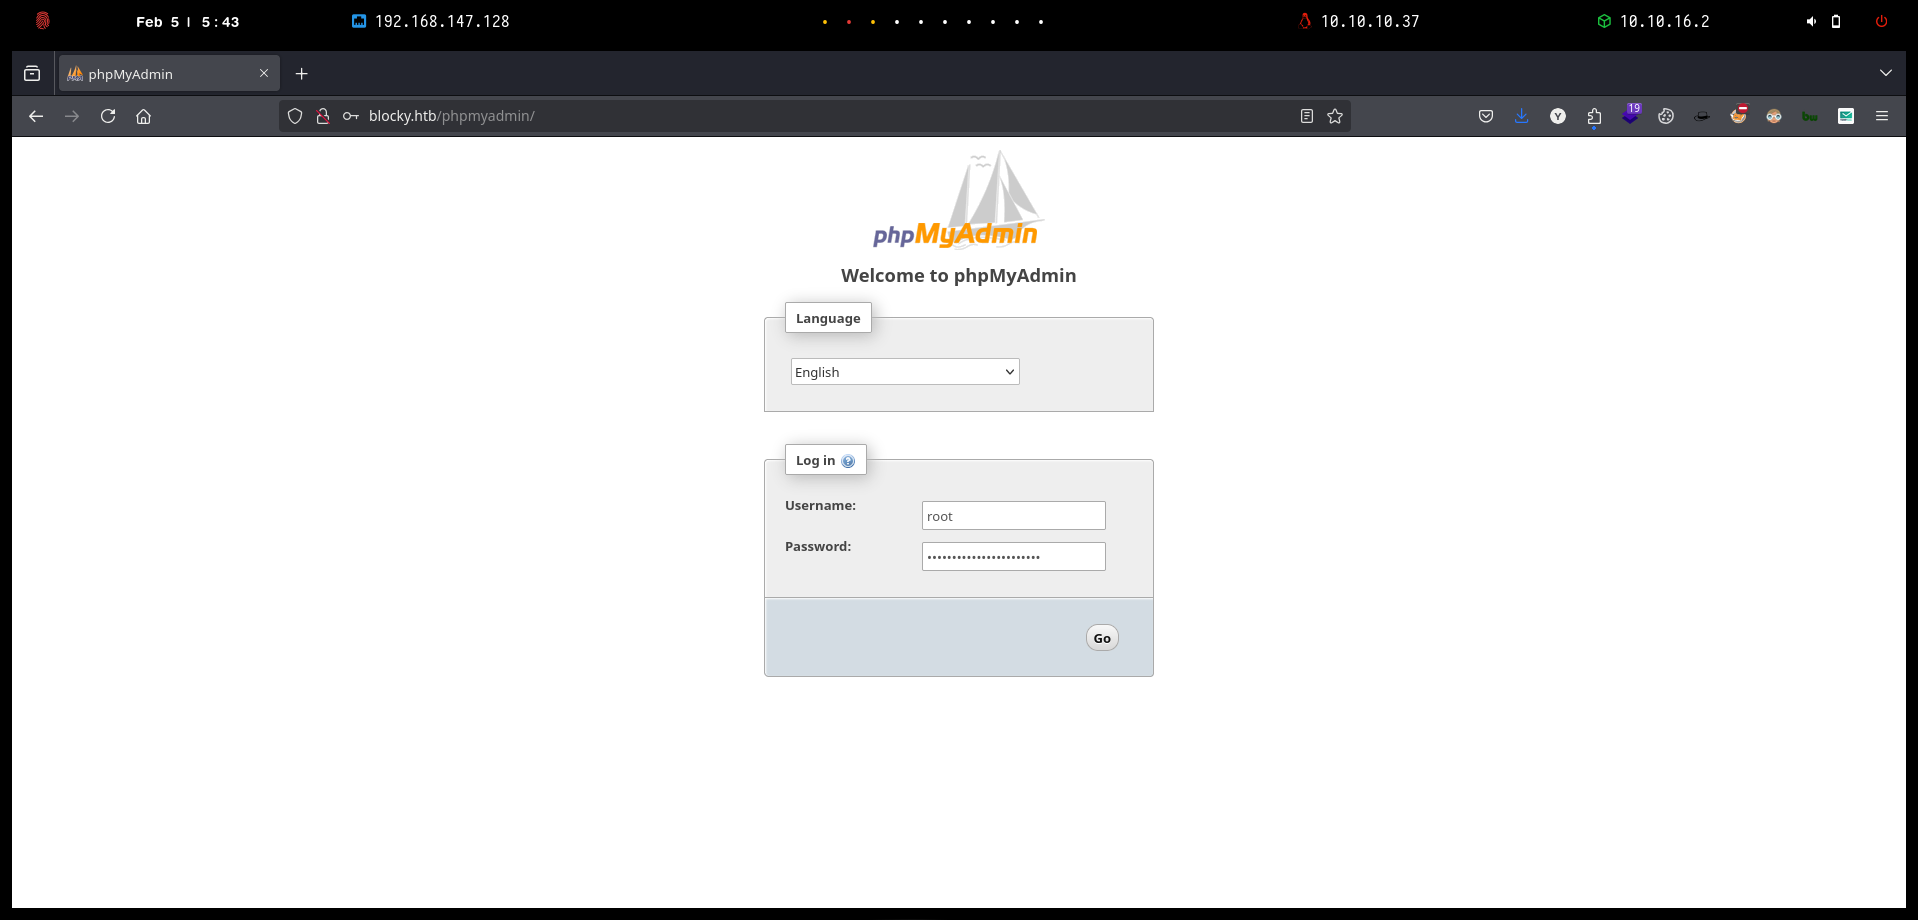 Feb 5 | 5:43 192.168.147.128 10.10.10.37 10.10.16.2
phpMyAdmin
blocky.htb/phpmyadmin/
Y
19
bw
phpMyAdmin
Welcome to phpMyAdmin
Language
English
Log in
Username:
root
Password:
•••••••••••••••••••••••
Go